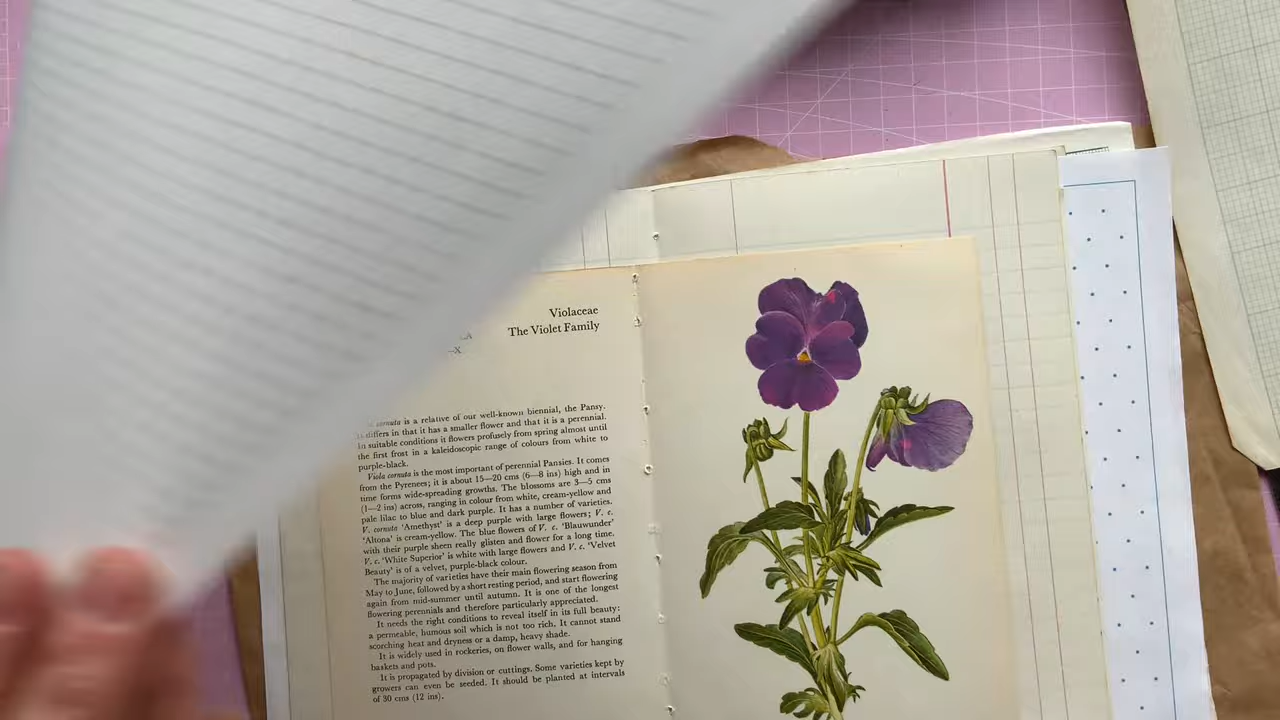 Violaceae
The Violet Family
cornuta is a relative of our well-known biennial, the Pansy.
differs in that it has a smaller flower and that it is a perennial.
In suitable conditions it flowers profusely from spring almost until
the first frost in a kaleidoscopic range of colours from white to
purple-black.
Viola cornuta is the most important of perennial Pansies. It comes
from the Pyrenees; it is about 15—20 cms (6—8 ins) high and in
time forms wide-spreading growths. The blossoms are 3—5 cms
(1—2 ins) across, ranging in colour from white, cream-yellow and
pale lilac to blue and dark purple. It has a number of varieties.
V. cornuta 'Amethyst' is a deep purple with large flowers; V. c.
'Altona' is cream-yellow. The blue flowers of V. c. 'Blauwunder'
with their purple sheen really glisten and flower for a long time.
V. c. 'White Superior' is white with large flowers and V. c. 'Velvet
Beauty' is of a velvet, purple-black colour.
The majority of varieties have their main flowering season from
May to June, followed by a short resting period, and start flowering
again from mid-summer until autumn. It is one of the longest
flowering perennials and therefore particularly appreciated.
It needs the right conditions to reveal itself in its full beauty:
a permeable, humous soil which is not too rich. It cannot stand
scorching heat and dryness or a damp, heavy shade.
It is widely used in rockeries, on flower walls, and for hanging
baskets and pots.
It is propagated by division or cuttings. Some varieties kept by
growers can even be seeded. It should be planted at intervals
of 30 cms (12 ins).